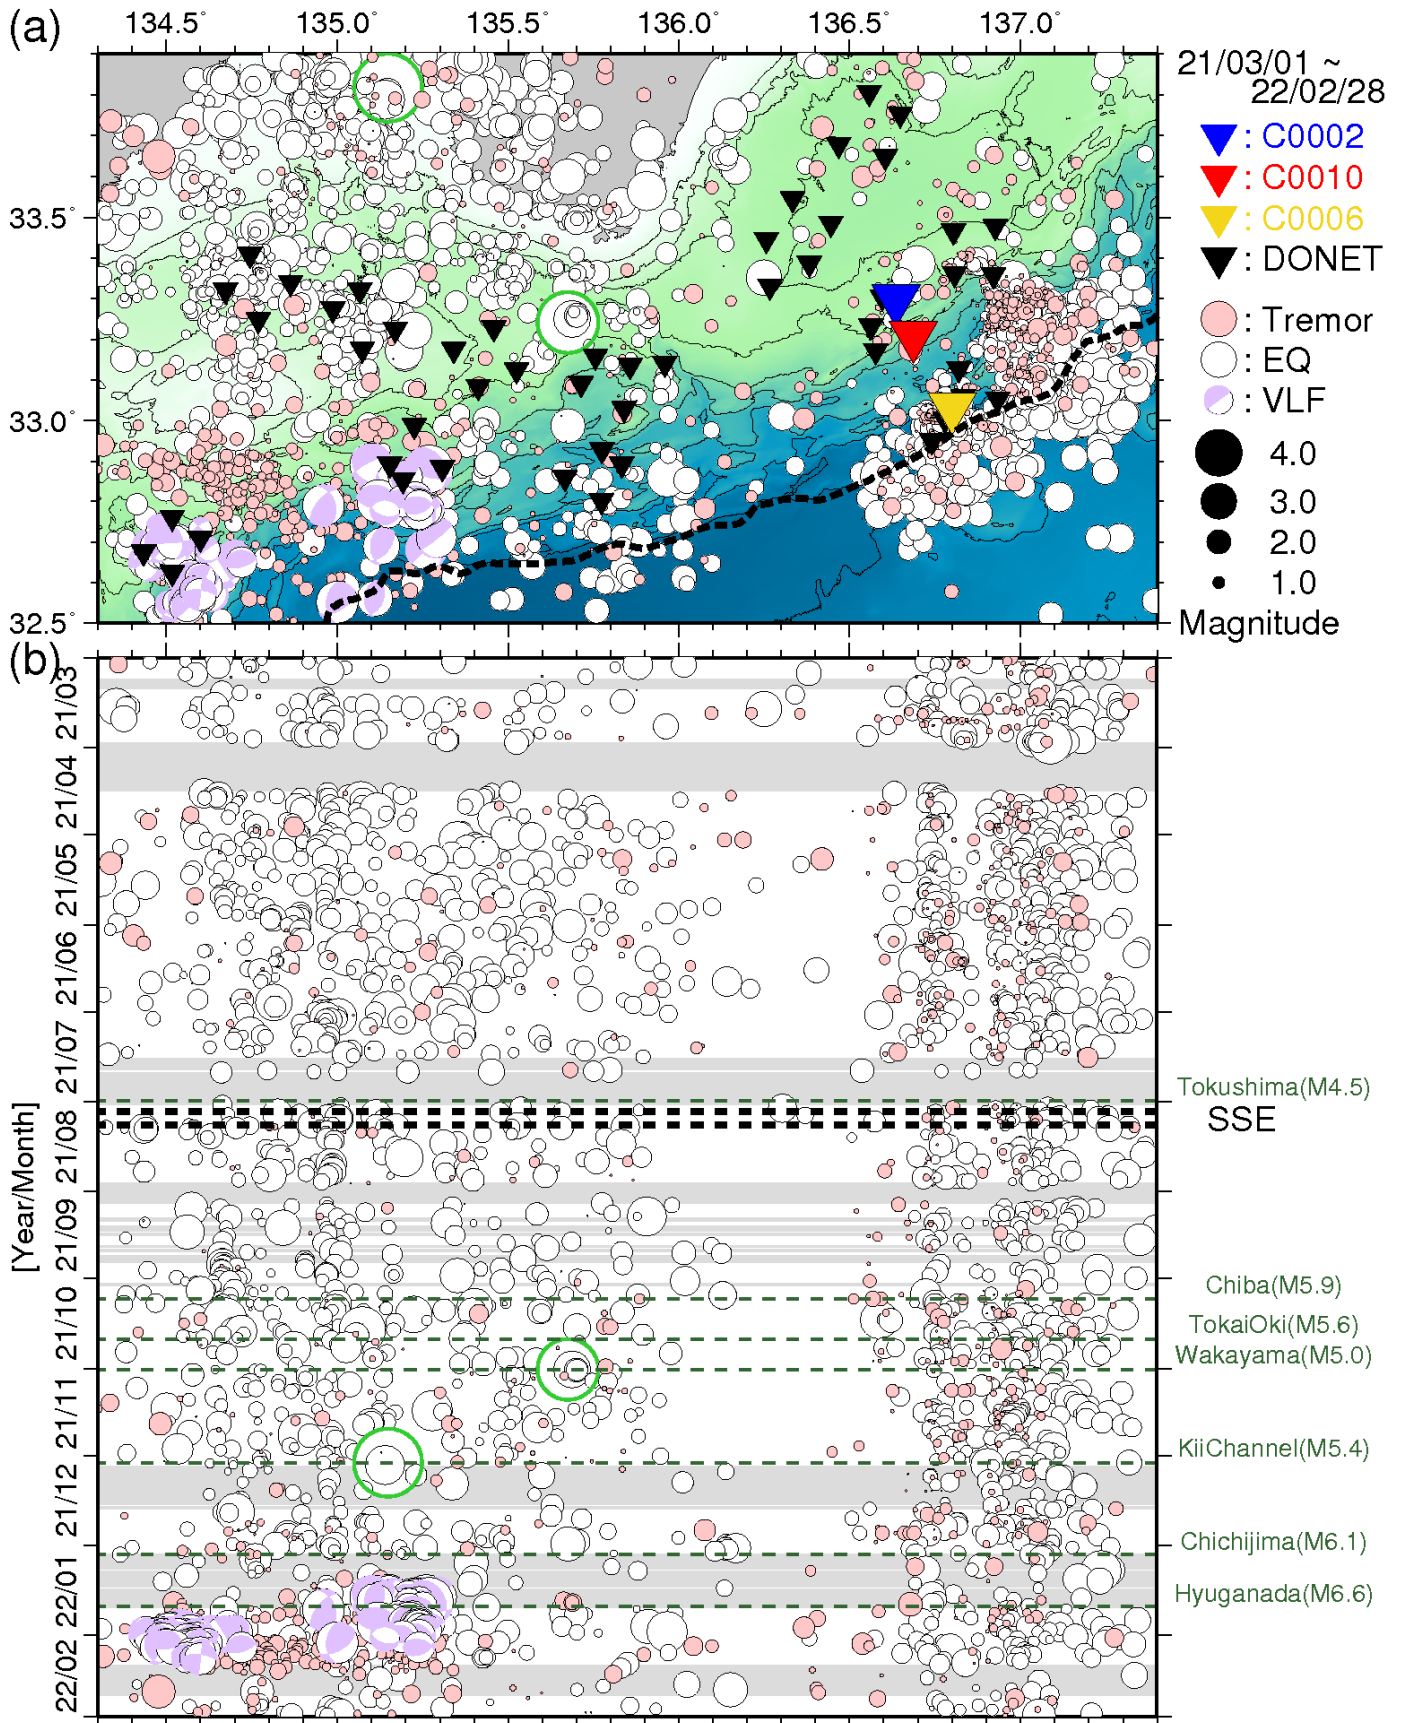 (a)
134.5°
135.0°
135.5°
136.0°
136.5°
137.0°
33.5°
33.0°
32.5°
21/03/01 ~
22/02/28
: C0002
: C0010
: C0006
: DONET
: Tremor
: EQ
: VLF
4.0
3.0
2.0
1.0
Magnitude
(b)
[Year/Month]
21/03
21/04
21/05
21/06
21/07
21/08
21/09
21/10
21/11
21/12
22/01
22/02
Tokushima(M4.5)
SSE
Chiba(M5.9)
TokaiOki(M5.6)
Wakayama(M5.0)
KiiChannel(M5.4)
Chichijima(M6.1)
Hyuganada(M6.6)